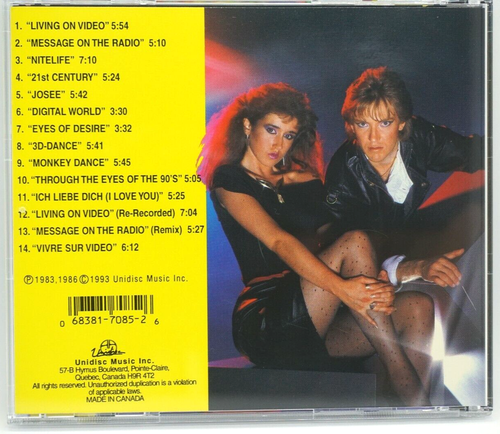 1. "LIVING ON VIDEO" 5:54
2. "MESSAGE ON THE RADIO" 5:10
3. "NITELIFE" 7:10
4. "21st CENTURY" 5:24
5. "JOSEE" 5:42
6. "DIGITAL WORLD" 3:30
7. "EYES OF DESIRE" 3:32
8. "3D-DANCE" 5:41
9. "MONKEY DANCE" 5:45
10. "THROUGH THE EYES OF THE 90'S" 5:05
11. "ICH LIEBE DICH (I LOVE YOU)" 5:25
12. "LIVING ON VIDEO" (Re-Recorded) 7:04
13. "MESSAGE ON THE RADIO" (Remix) 5:27
14. "VIVRE SUR VIDEO" 6:12
Ⓟ 1983,1986 © 1993 Unidisc Music Inc.
0 68381-7085-2 6
Unidisc Music Inc.
57-B Hymus Boulevard, Pointe-Claire,
Quebec, Canada H9R 4T2
All rights reserved. Unauthorized duplication is a violation
of applicable laws.
MADE IN CANADA